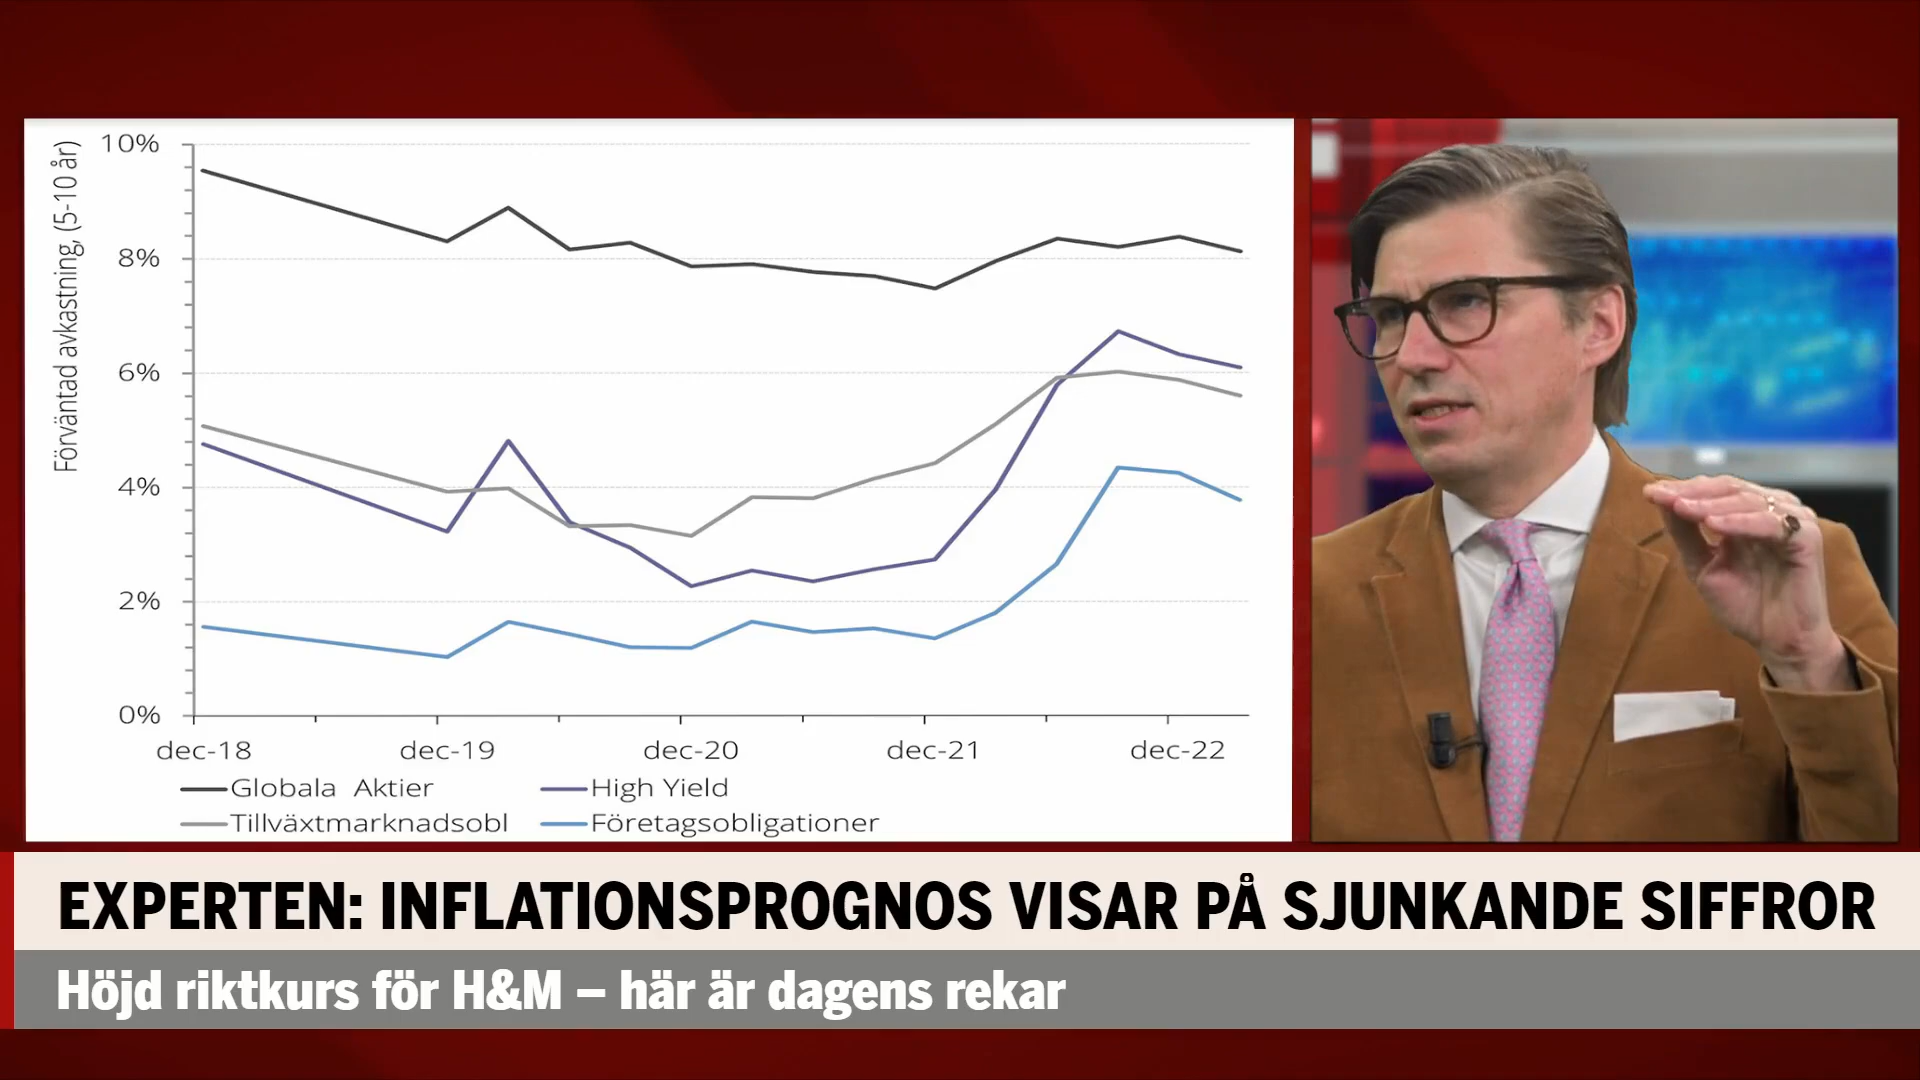 Förväntad avkastning, (5-10 år)
10%
8%
6%
4%
2%
0%
dec-18 dec-19 dec-20 dec-21 dec-22
Globala Aktier High Yield
Tillväxtmarknadsobl Företagsobligationer
EXPERTEN: INFLATIONSPROGNOS VISAR PÅ SJUNKANDE SIFFROR
Höjd riktkurs för H&M – här är dagens rekar